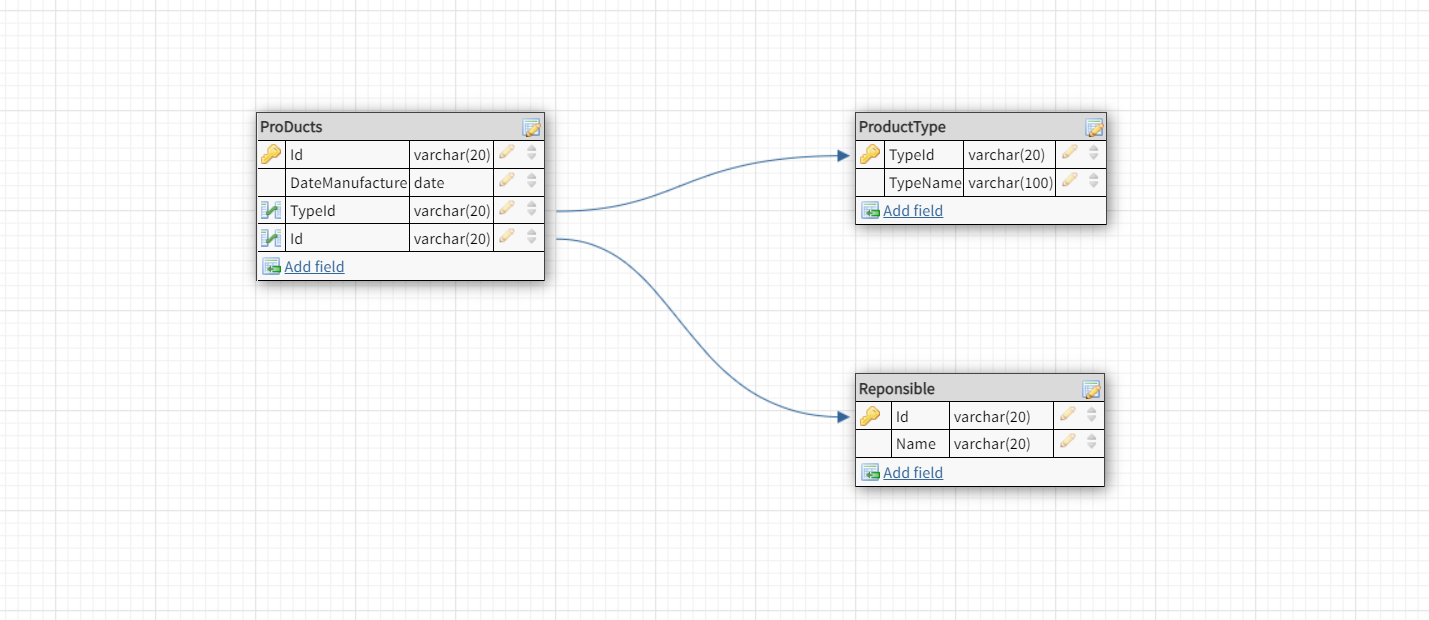 ProDucts
Id varchar(20)
DateManufacture date
TypeId varchar(20)
Id varchar(20)
Add field
ProductType
TypeId varchar(20)
TypeName varchar(100)
Add field
Reponsible
Id varchar(20)
Name varchar(20)
Add field